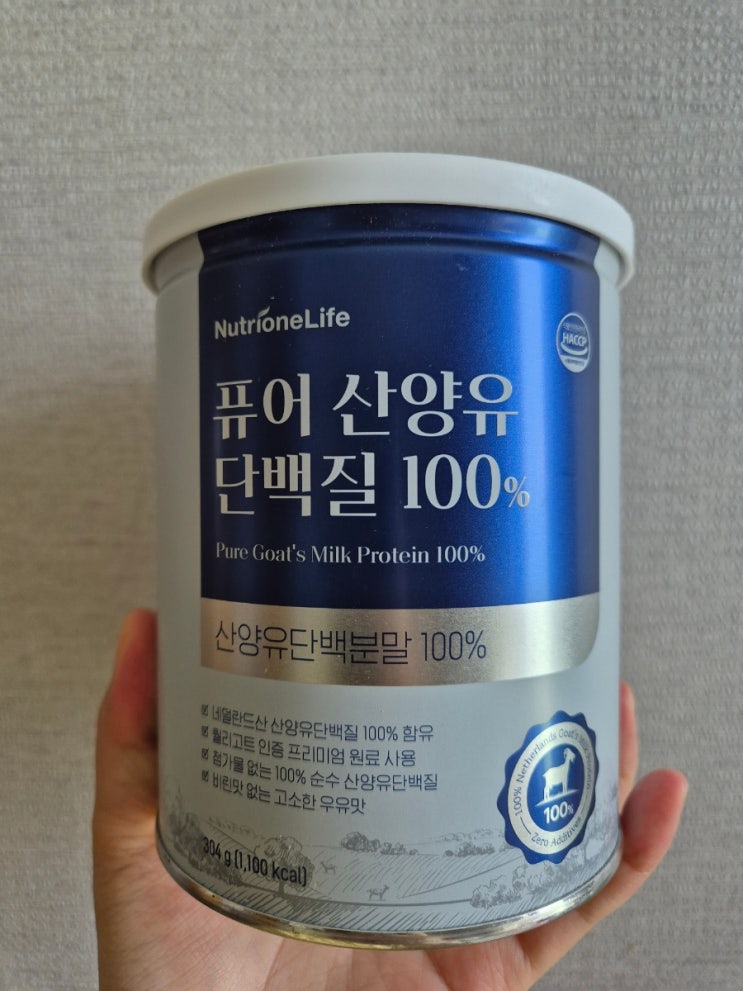 NutrioneLife
HACCP
퓨어 산양유
단백질 100%
Pure Goat's Milk Protein 100%
산양유단백분말 100%
네덜란드산 산양유단백질 100% 함유
퀄리고트 인증 프리미엄 원료 사용
첨가물 없는 100% 순수 산양유단백질
비린맛 없는 고소한 우유맛
100% Netherlands Goat's
100%
Zero Additives
304 g (1,100 kcal)